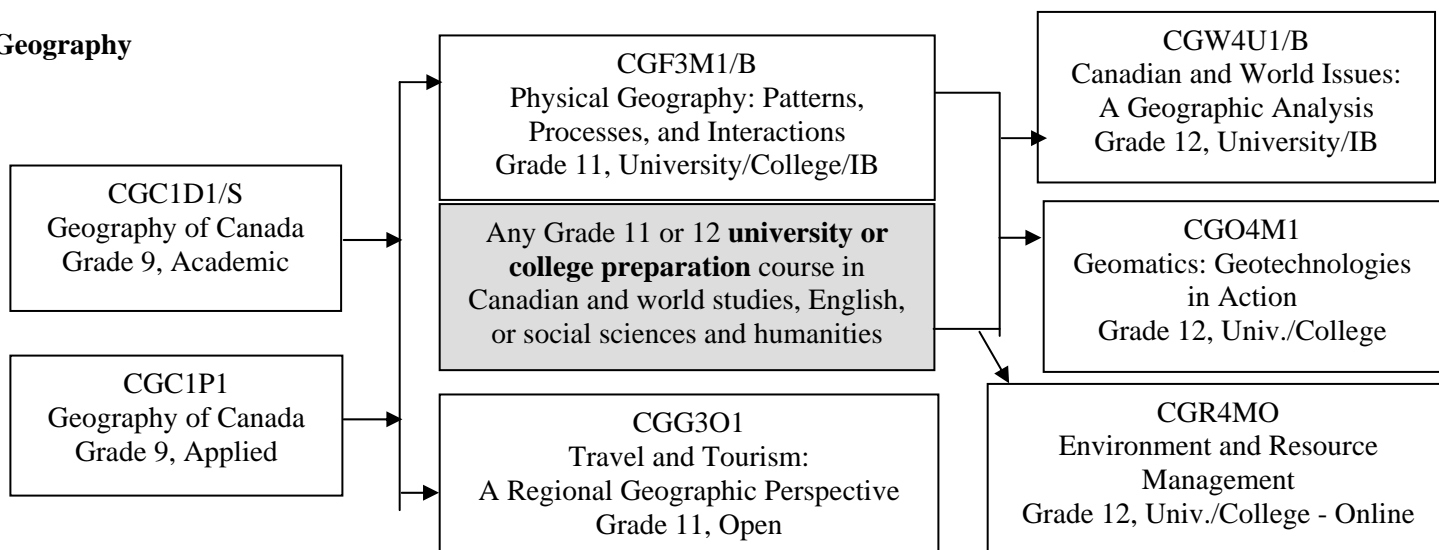 Geography
CGC1D1/S
Geography of Canada
Grade 9, Academic
CGC1P1
Geography of Canada
Grade 9, Applied
CGF3M1/B
Physical Geography: Patterns,
Processes, and Interactions
Grade 11, University/College/IB
Any Grade 11 or 12 university or
college preparation course in
Canadian and world studies, English,
or social sciences and humanities
CGG3O1
Travel and Tourism:
A Regional Geographic Perspective
Grade 11, Open
CGW4U1/B
Canadian and World Issues:
A Geographic Analysis
Grade 12, University/IB
CGO4M1
Geomatics: Geotechnologies
in Action
Grade 12, Univ./College
CGR4MO
Environment and Resource
Management
Grade 12, Univ./College - Online